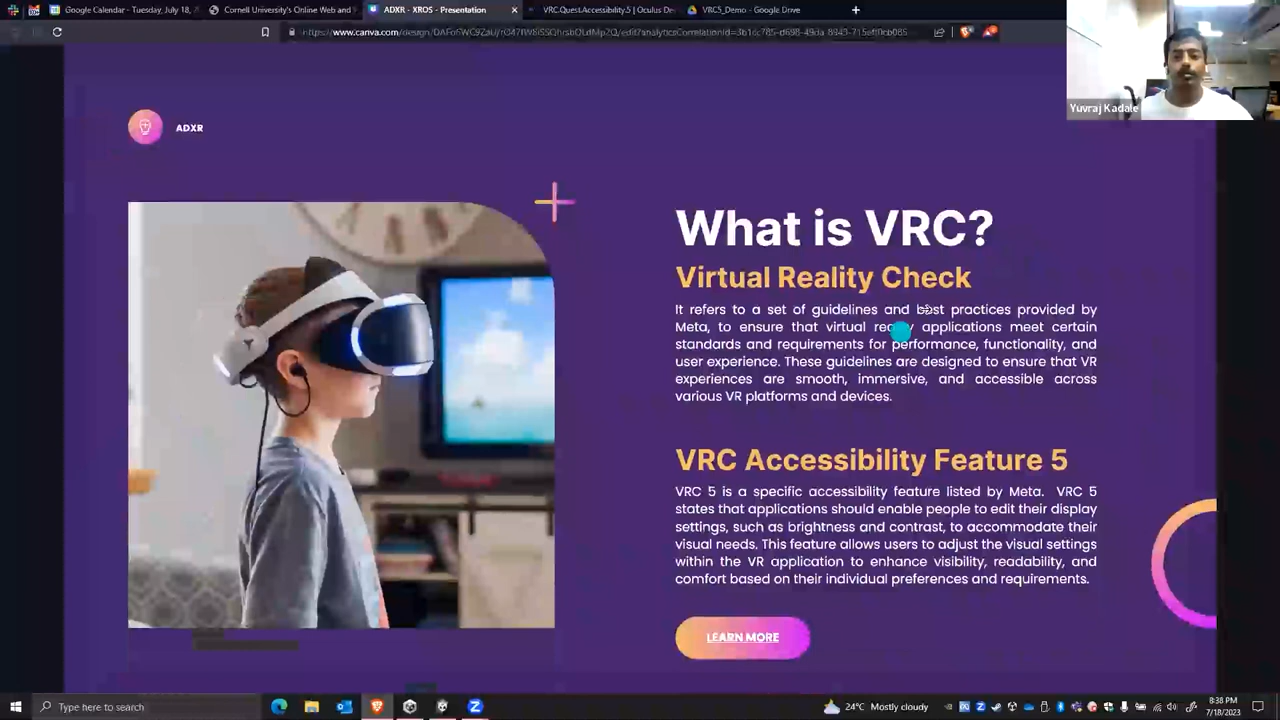 Google Calendar - Tuesday, July 18,
Cornell University's Online Web and
ADXR - XROS - Presentation
VRC.Quest.Accessibility.5 | Oculus De
VRC5_Demo - Google Drive
Yuvraj Kadale
ADXR
What is VRC?
Virtual Reality Check
It refers to a set of guidelines and best practices provided by
Meta, to ensure that virtual reality applications meet certain
standards and requirements for performance, functionality, and
user experience. These guidelines are designed to ensure that VR
experiences are smooth, immersive, and accessible across
various VR platforms and devices.
VRC Accessibility Feature 5
VRC 5 is a specific accessibility feature listed by Meta. VRC 5
states that applications should enable people to edit their display
settings, such as brightness and contrast, to accommodate their
visual needs. This feature allows users to adjust the visual settings
within the VR application to enhance visibility, readability, and
comfort based on their individual preferences and requirements.
LEARN MORE
Type here to search
24°C Mostly cloudy
8:38 PM
7/18/2023